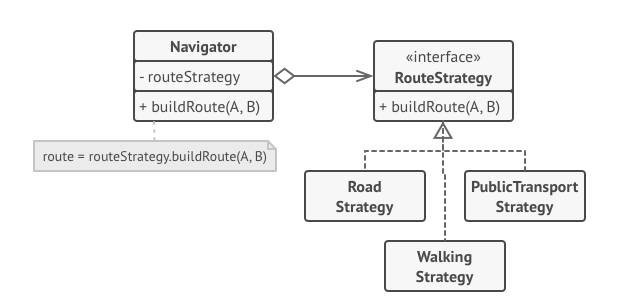 Navigator
- routeStrategy
+ buildRoute(A, B)
route = routeStrategy.buildRoute(A, B)
«interface»
RouteStrategy
+ buildRoute(A, B)
Road
Strategy
PublicTransport
Strategy
Walking
Strategy